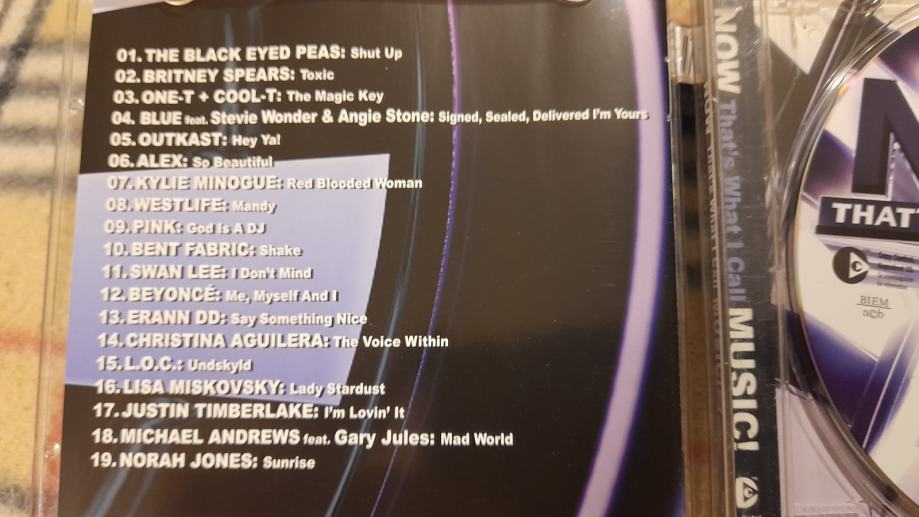 01. THE BLACK EYED PEAS: Shut Up
02. BRITNEY SPEARS: Toxic
03. ONE-T + COOL-T: The Magic Key
04. BLUE feat. Stevie Wonder & Angie Stone: Signed, Sealed, Delivered I'm Yours
05. OUTKAST: Hey Ya!
06. ALEX: So Beautiful
07. KYLIE MINOGUE: Red Blooded Woman
08. WESTLIFE: Mandy
09. PINK: God Is A DJ
10. BENT FABRIC: Shake
11. SWAN LEE: I Don't Mind
12. BEYONCÉ: Me, Myself And I
13. ERANN DD: Say Something Nice
14. CHRISTINA AGUILERA: The Voice Within
15. L.O.C.: Undskyld
16. LISA MISKOVSKY: Lady Stardust
17. JUSTIN TIMBERLAKE: I'm Lovin' It
18. MICHAEL ANDREWS feat. Gary Jules: Mad World
19. NORAH JONES: Sunrise
NOW That's What I Call MUSIC!
N
THAT'
BIEM
n©b